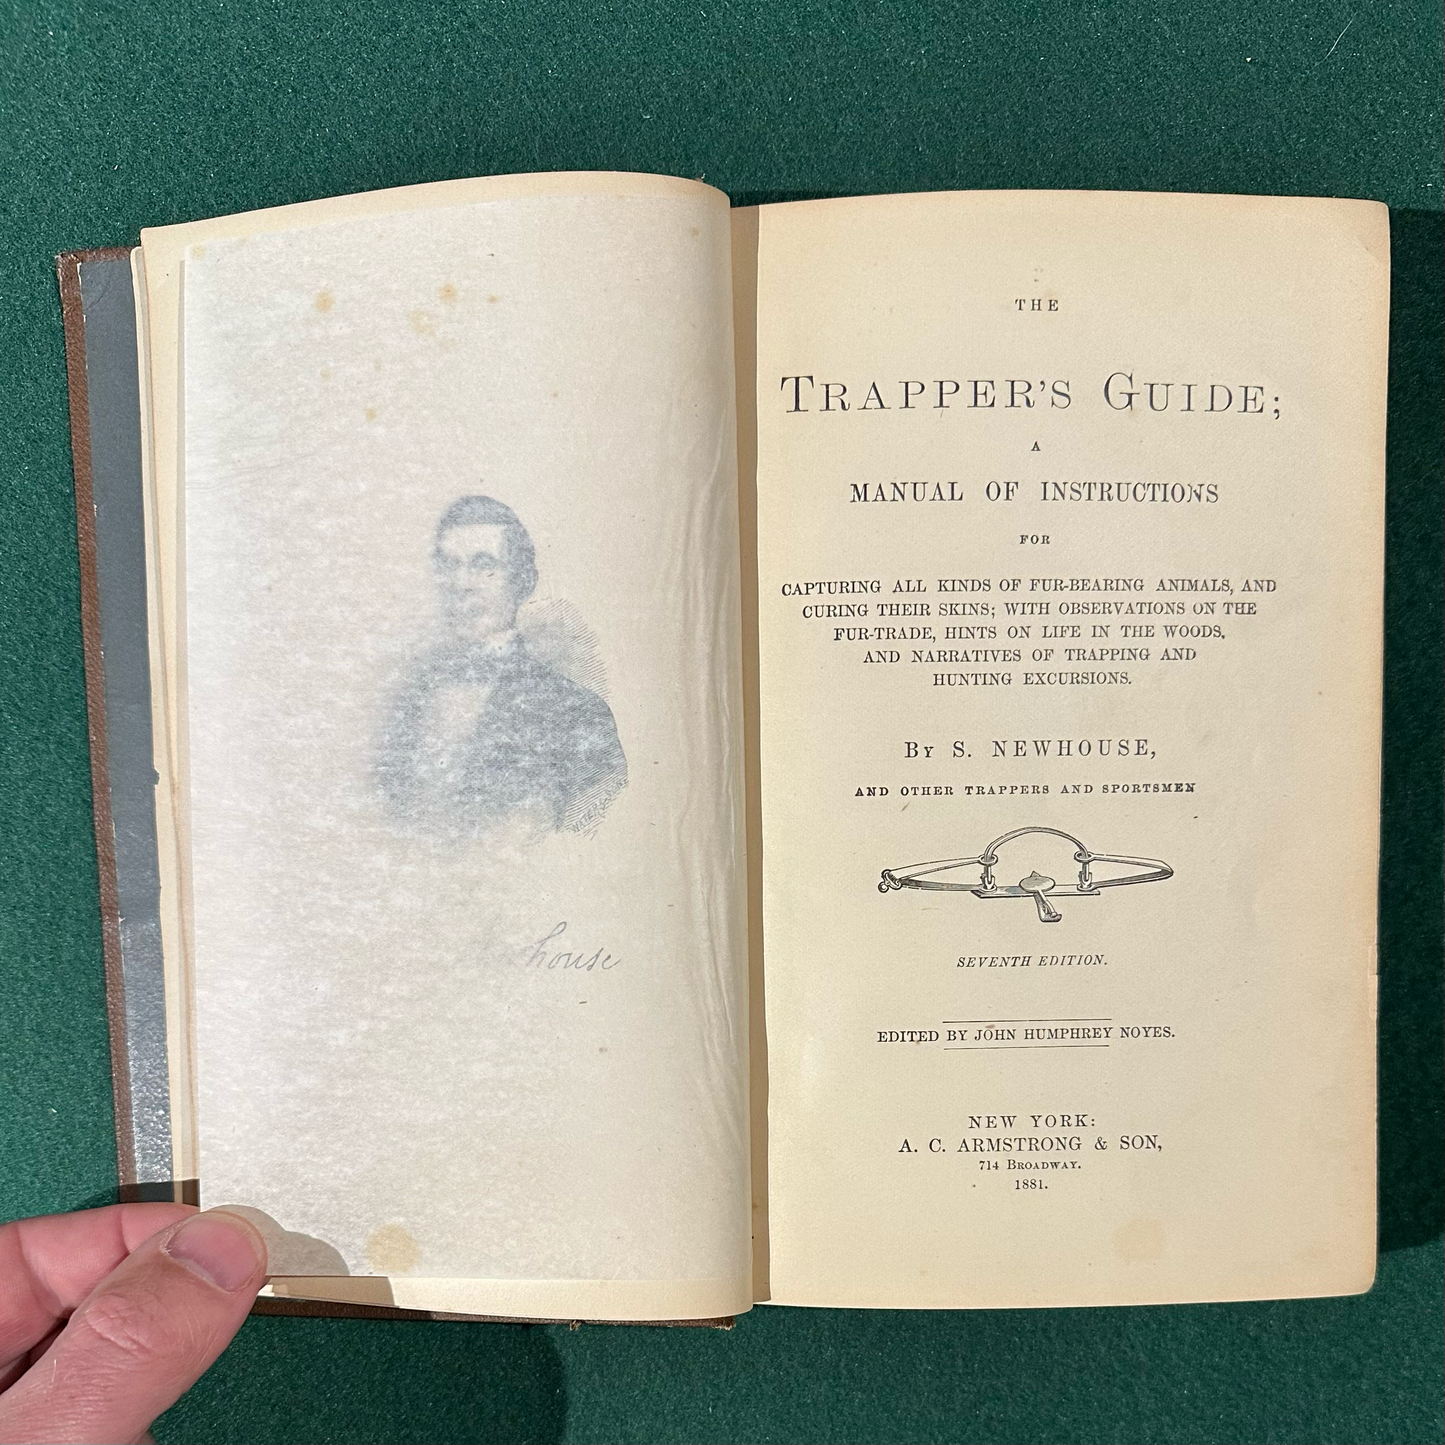 WATERS & SON
house
THE
TRAPPER'S GUIDE;
A
MANUAL OF INSTRUCTIONS
FOR
CAPTURING ALL KINDS OF FUR-BEARING ANIMALS, AND
CURING THEIR SKINS; WITH OBSERVATIONS ON THE
FUR-TRADE, HINTS ON LIFE IN THE WOODS,
AND NARRATIVES OF TRAPPING AND
HUNTING EXCURSIONS.
BY S. NEWHOUSE,
AND OTHER TRAPPERS AND SPORTSMEN
SEVENTH EDITION.
EDITED BY JOHN HUMPHREY NOYES.
NEW YORK:
A. C. ARMSTRONG & SON,
714 BROADWAY.
1881.